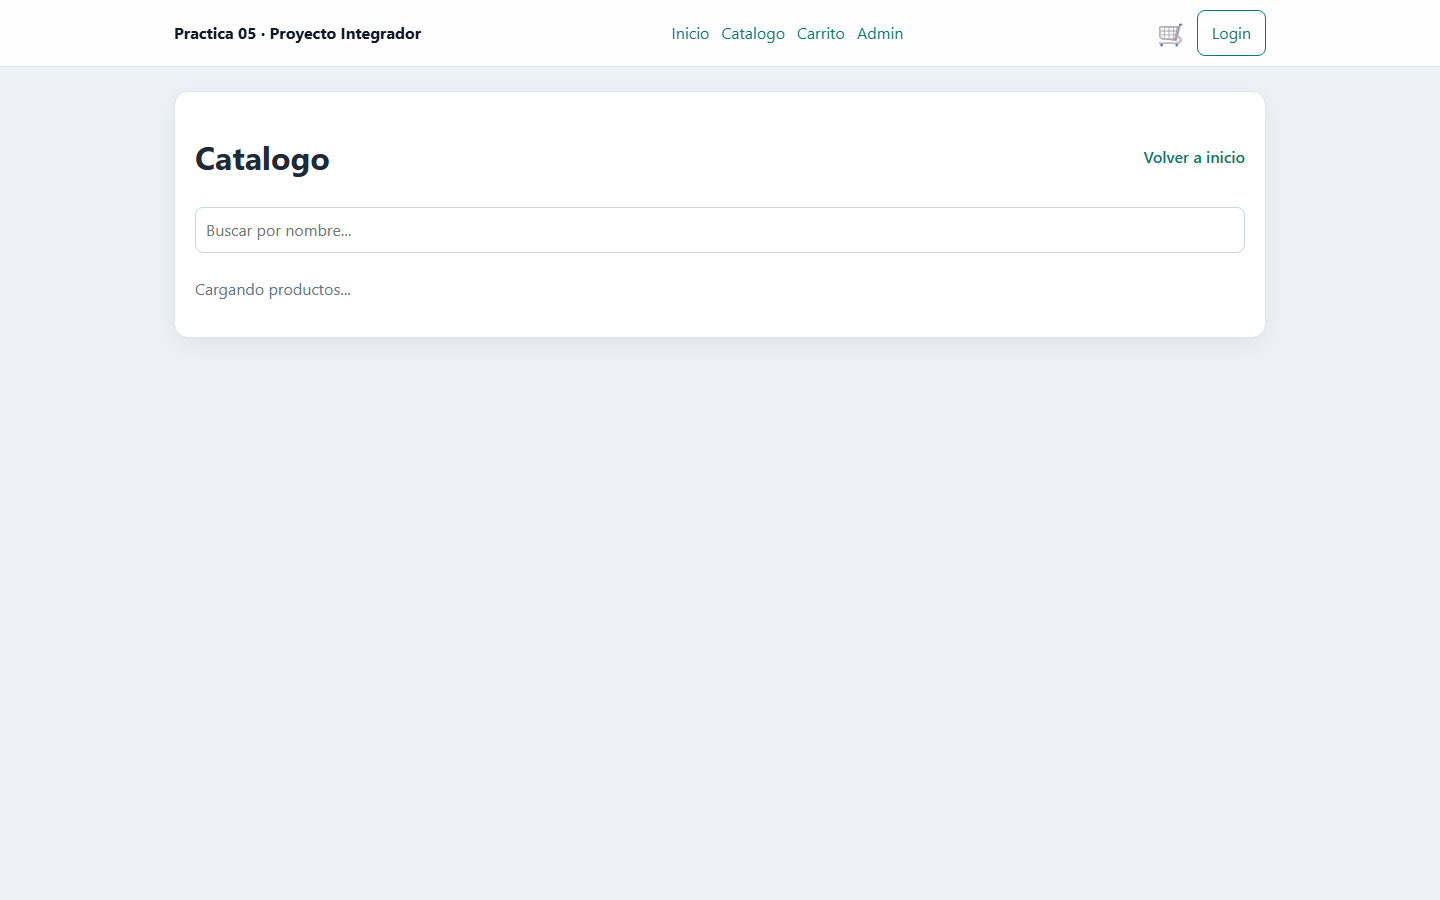 Practica 05 · Proyecto Integrador
Inicio Catalogo Carrito Admin
Login
Catalogo
Volver a inicio
Buscar por nombre...
Cargando productos...